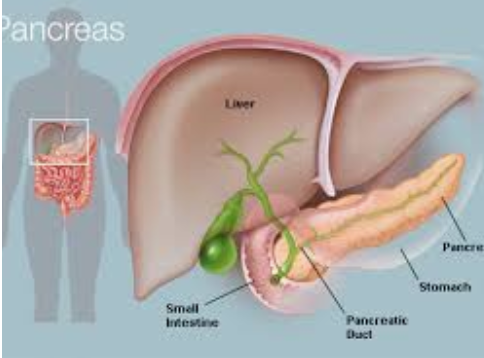 Pancreas
Liver
Pancre
Stomach
Small
Intestine
Pancreatic
Duct